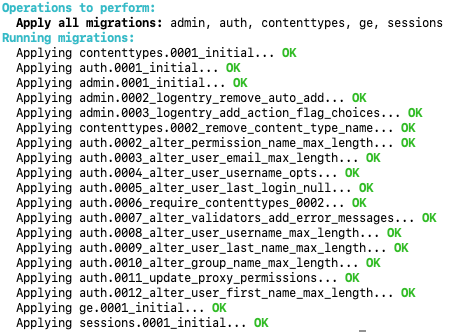 Operations to perform:
  Apply all migrations: admin, auth, contenttypes, ge, sessions
Running migrations:
  Applying contenttypes.0001_initial... OK
  Applying auth.0001_initial... OK
  Applying admin.0001_initial... OK
  Applying admin.0002_logentry_remove_auto_add... OK
  Applying admin.0003_logentry_add_action_flag_choices... OK
  Applying contenttypes.0002_remove_content_type_name... OK
  Applying auth.0002_alter_permission_name_max_length... OK
  Applying auth.0003_alter_user_email_max_length... OK
  Applying auth.0004_alter_user_username_opts... OK
  Applying auth.0005_alter_user_last_login_null... OK
  Applying auth.0006_require_contenttypes_0002... OK
  Applying auth.0007_alter_validators_add_error_messages... OK
  Applying auth.0008_alter_user_username_max_length... OK
  Applying auth.0009_alter_user_last_name_max_length... OK
  Applying auth.0010_alter_group_name_max_length... OK
  Applying auth.0011_update_proxy_permissions... OK
  Applying auth.0012_alter_user_first_name_max_length... OK
  Applying ge.0001_initial... OK
  Applying sessions.0001_initial... OK